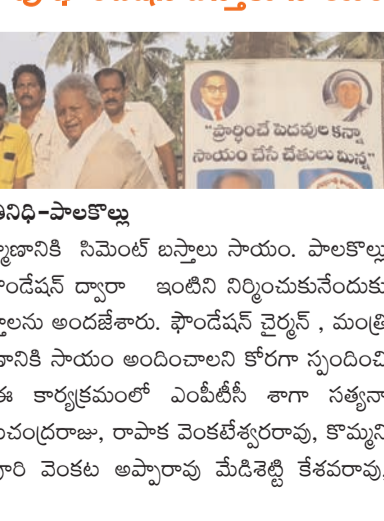 "ప్రార్థించే పెదవుల కన్నా
సాయం చేసే చేతులు మిన్న"
తినిధి-పాలకొల్లు
ర్మాణానికి సిమెంట్ బస్తాలు సాయం. పాలకొల్లు
ఫౌండేషన్ ద్వారా ఇంటిని నిర్మించుకునేందుకు
స్తాలను అందజేశారు. ఫౌండేషన్ చైర్మన్ , మంత్రి
ణానికి సాయం అందించాలని కోరగా స్పందించి
ఈ కార్యక్రమంలో ఎంపీటీసీ శాగా సత్యనా
చంద్రరాజు, రాపాక వెంకటేశ్వరరావు, కొమ్మని
వూరి వెంకట అప్పారావు మేడిశెట్టి కేశవరావు,